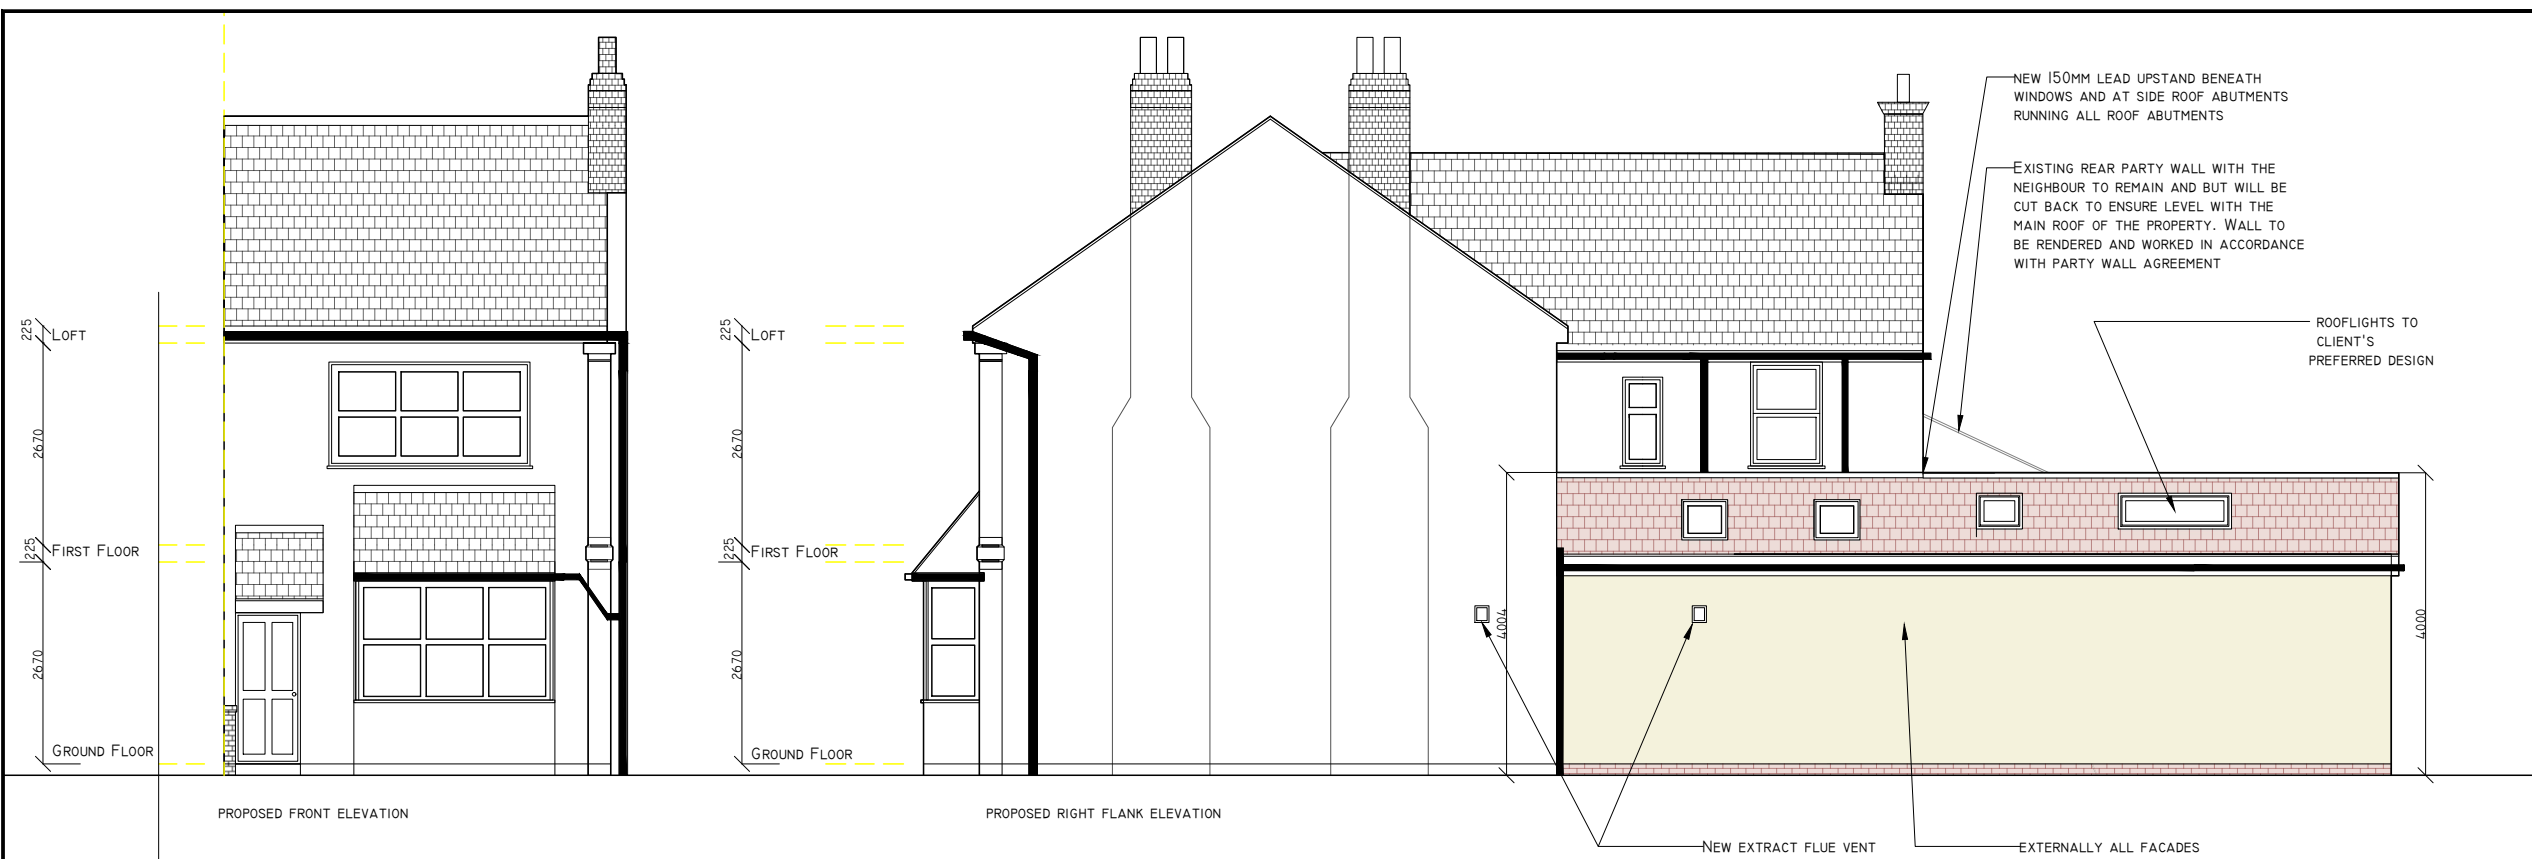 NEW 150MM LEAD UPSTAND BENEATH
WINDOWS AND AT SIDE ROOF ABUTMENTS
RUNNING ALL ROOF ABUTMENTS
EXISTING REAR PARTY WALL WITH THE
NEIGHBOUR TO REMAIN AND BUT WILL BE
CUT BACK TO ENSURE LEVEL WITH THE
MAIN ROOF OF THE PROPERTY. WALL TO
BE RENDERED AND WORKED IN ACCORDANCE
WITH PARTY WALL AGREEMENT
ROOFLIGHTS TO
CLIENT'S
PREFERRED DESIGN
225
LOFT
2670
225
FIRST FLOOR
2670
GROUND FLOOR
225
LOFT
2670
225
FIRST FLOOR
2670
GROUND FLOOR
4004
4000
PROPOSED FRONT ELEVATION
PROPOSED RIGHT FLANK ELEVATION
NEW EXTRACT FLUE VENT
EXTERNALLY ALL FACADES